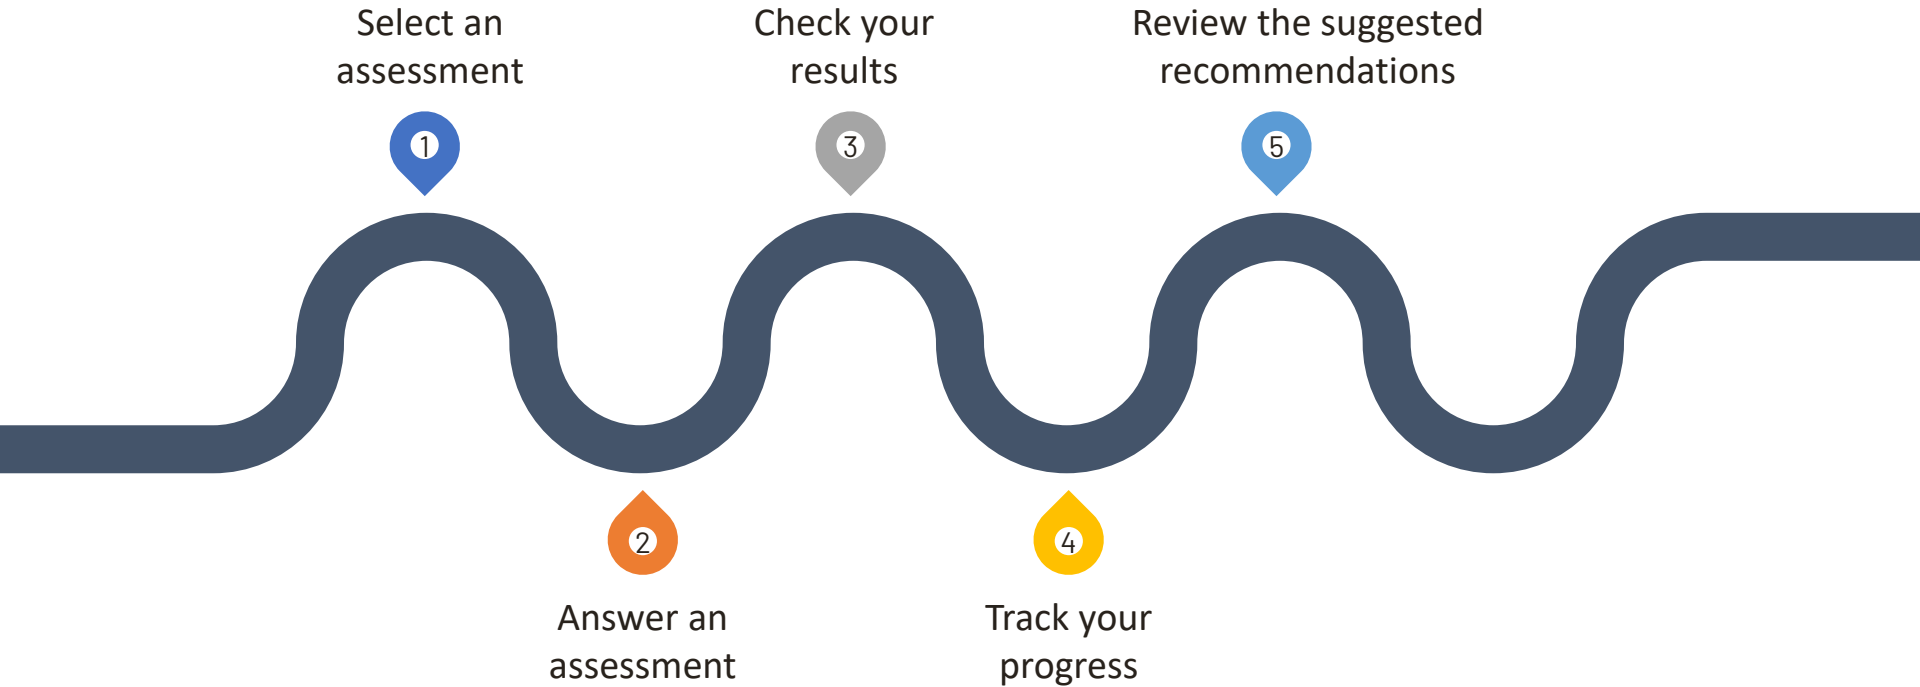 Select an
assessment
1
Answer an
assessment
2
Check your
results
3
Track your
progress
4
Review the suggested
recommendations
5